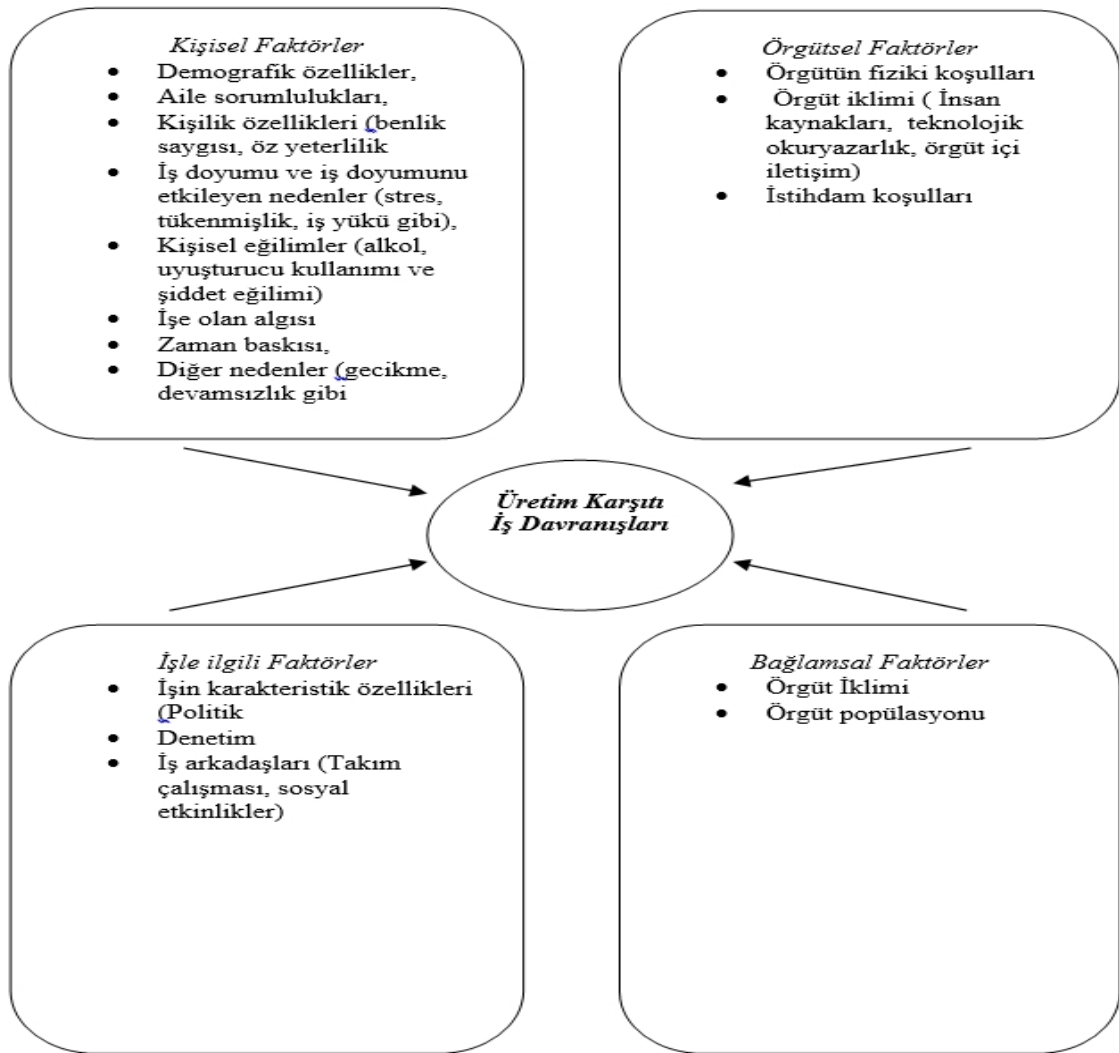 Kişisel Faktörler
• Demografik özellikler,
• Aile sorumlulukları,
• Kişilik özellikleri (benlik
saygısı, öz yeterlilik
• İş doyumu ve iş doyumunu
etkileyen nedenler (stres,
tükenmişlik, iş yükü gibi),
• Kişisel eğilimler (alkol,
uyuşturucu kullanımı ve
şiddet eğilimi)
• İşe olan algısı
• Zaman baskısı,
• Diğer nedenler (gecikme,
devamsızlık gibi
Örgütsel Faktörler
• Örgütün fiziki koşulları
• Örgüt iklimi ( İnsan
kaynakları, teknolojik
okuryazarlık, örgüt içi
iletişim)
• İstihdam koşulları
Üretim Karşıtı
İş Davranışları
İşle ilgili Faktörler
• İşin karakteristik özellikleri
(Politik
• Denetim
• İş arkadaşları (Takım
çalışması, sosyal
etkinlikler)
Bağlamsal Faktörler
• Örgüt İklimi
• Örgüt popülasyonu